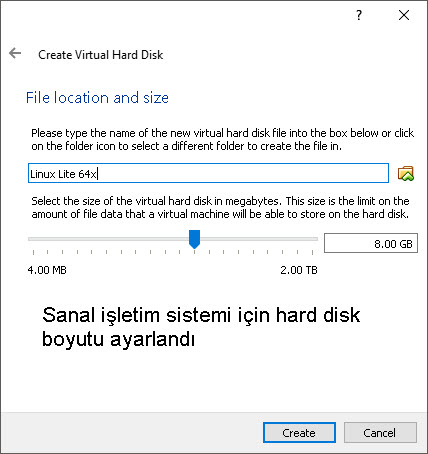 ?
Create Virtual Hard Disk
File location and size
Please type the name of the new virtual hard disk file into the box below or click
on the folder icon to select a different folder to create the file in.
Linux Lite 64x
Select the size of the virtual hard disk in megabytes. This size is the limit on the
amount of file data that a virtual machine will be able to store on the hard disk.
8.00 GB
4.00 MB 2.00 TB
Sanal işletim sistemi için hard disk
boyutu ayarlandı
Create Cancel